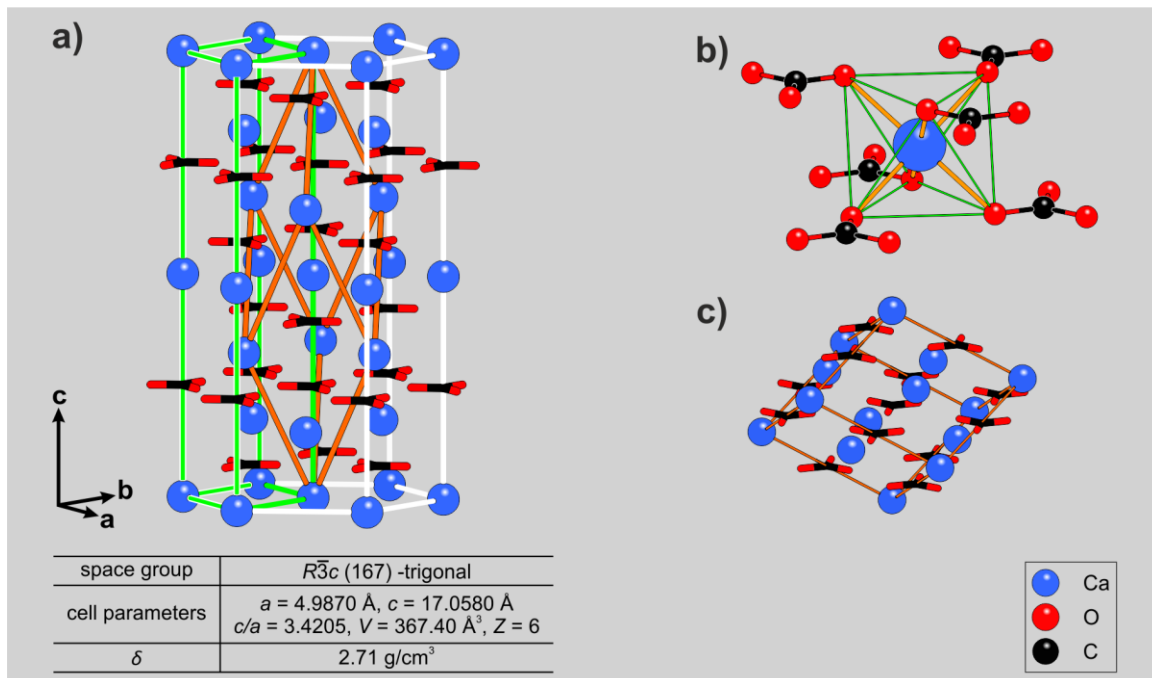 a)
b)
c)
c
b
a
space group R3̅c (167) -trigonal
cell parameters a = 4.9870 Å, c = 17.0580 Å
c/a = 3.4205, V = 367.40 Å³, Z = 6
δ 2.71 g/cm³
Ca
O
C